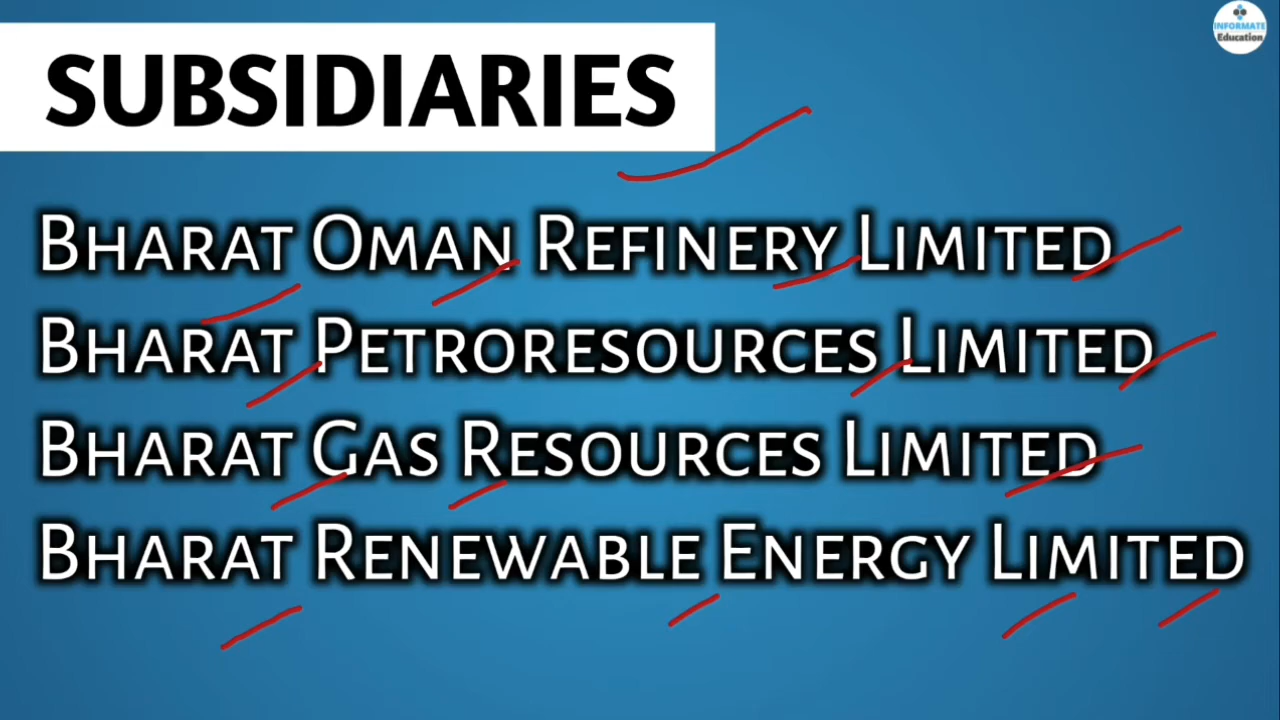 INFORMATE
Education
SUBSIDIARIES
BHARAT OMAN REFINERY LIMITED
BHARAT PETRORESOURCES LIMITED
BHARAT GAS RESOURCES LIMITED
BHARAT RENEWABLE ENERGY LIMITED